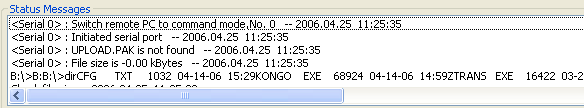 Status Messages
<Serial 0> : Switch remote PC to command mode,No. 0   -- 2006.04.25  11:25:35
<Serial 0> : Initiated serial port   -- 2006.04.25  11:25:35
<Serial 0> : UPLOAD.PAK is not found   -- 2006.04.25  11:25:35
<Serial 0> : File size is -0.00 kBytes   -- 2006.04.25  11:25:35
B:\>B:B:\>dirCFG      TXT    1032  04-14-06  15:29KONGO    EXE   68924  04-14-06  14:59ZTRANS   EXE   16422  03-2